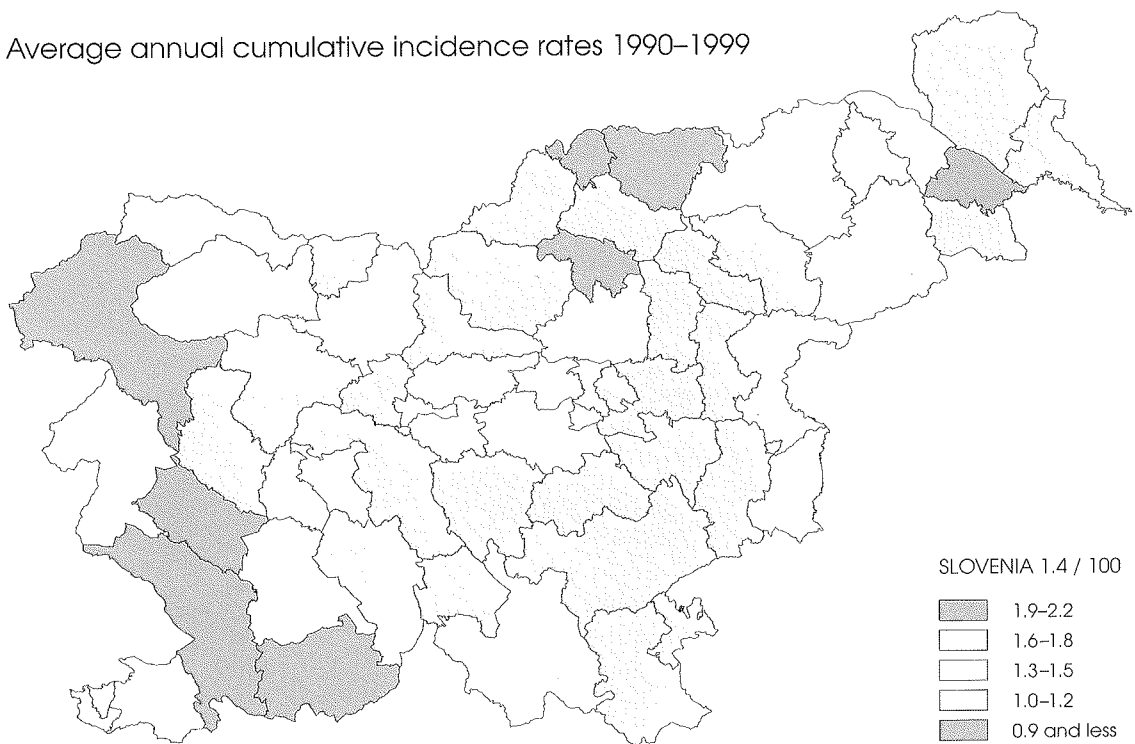 Average annual cumulative incidence rates 1990–1999
SLOVENIA 1.4 / 100
1.9–2.2
1.6–1.8
1.3–1.5
1.0–1.2
0.9 and less